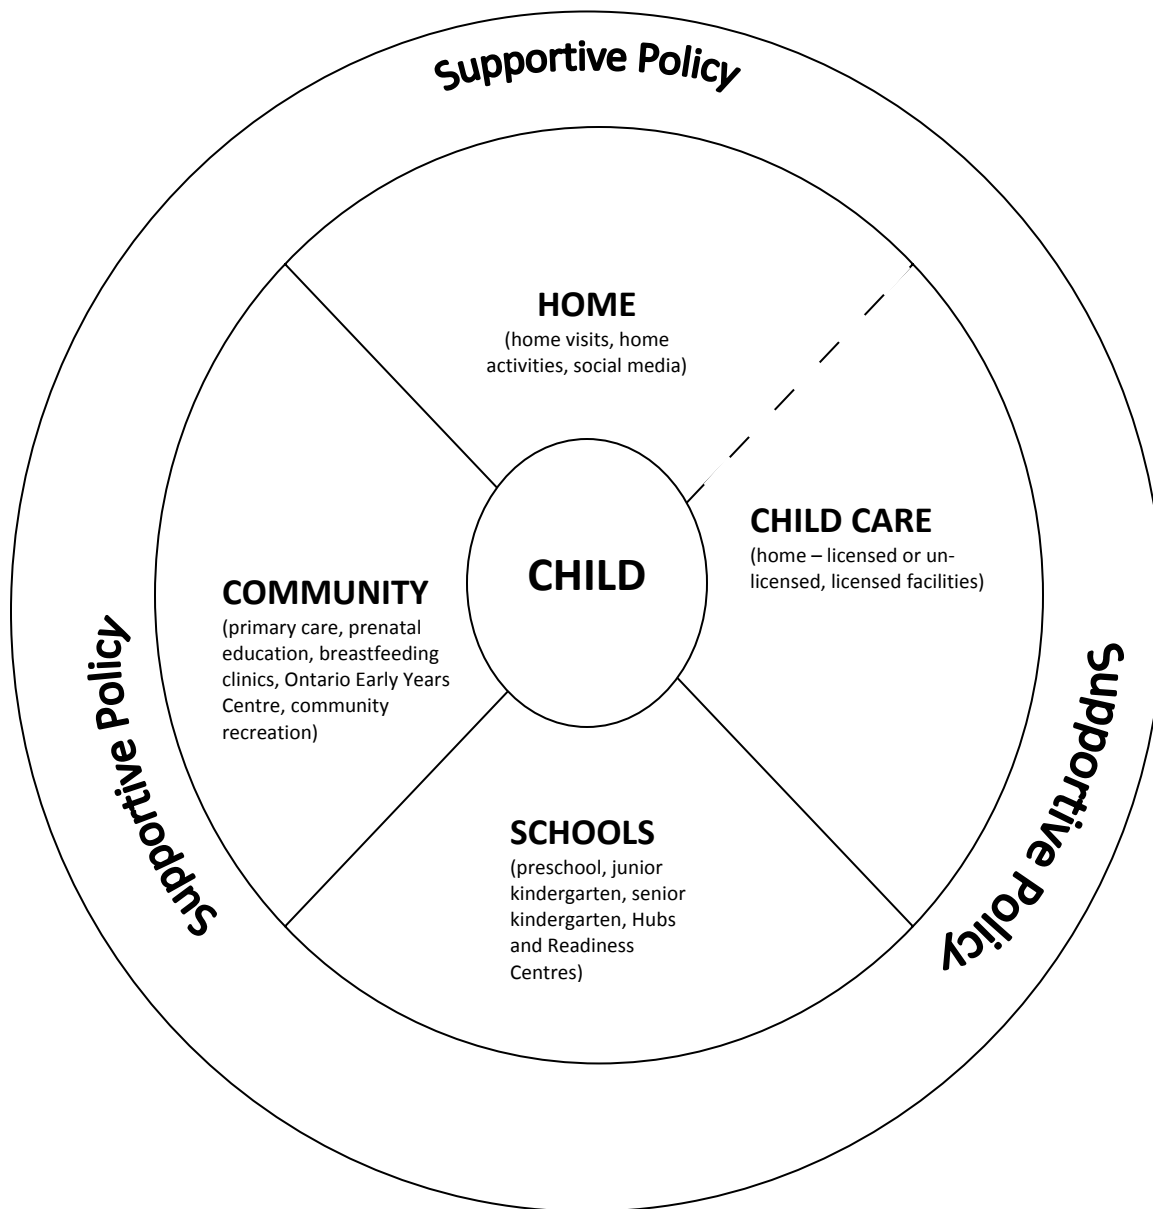 Supportive Policy
HOME
(home visits, home
activities, social media)
CHILD CARE
(home – licensed or un-
licensed, licensed facilities)
CHILD
COMMUNITY
(primary care, prenatal
education, breastfeeding
clinics, Ontario Early Years
Centre, community
recreation)
Supportive Policy
Supportive Policy
SCHOOLS
(preschool, junior
kindergarten, senior
kindergarten, Hubs
and Readiness
Centres)